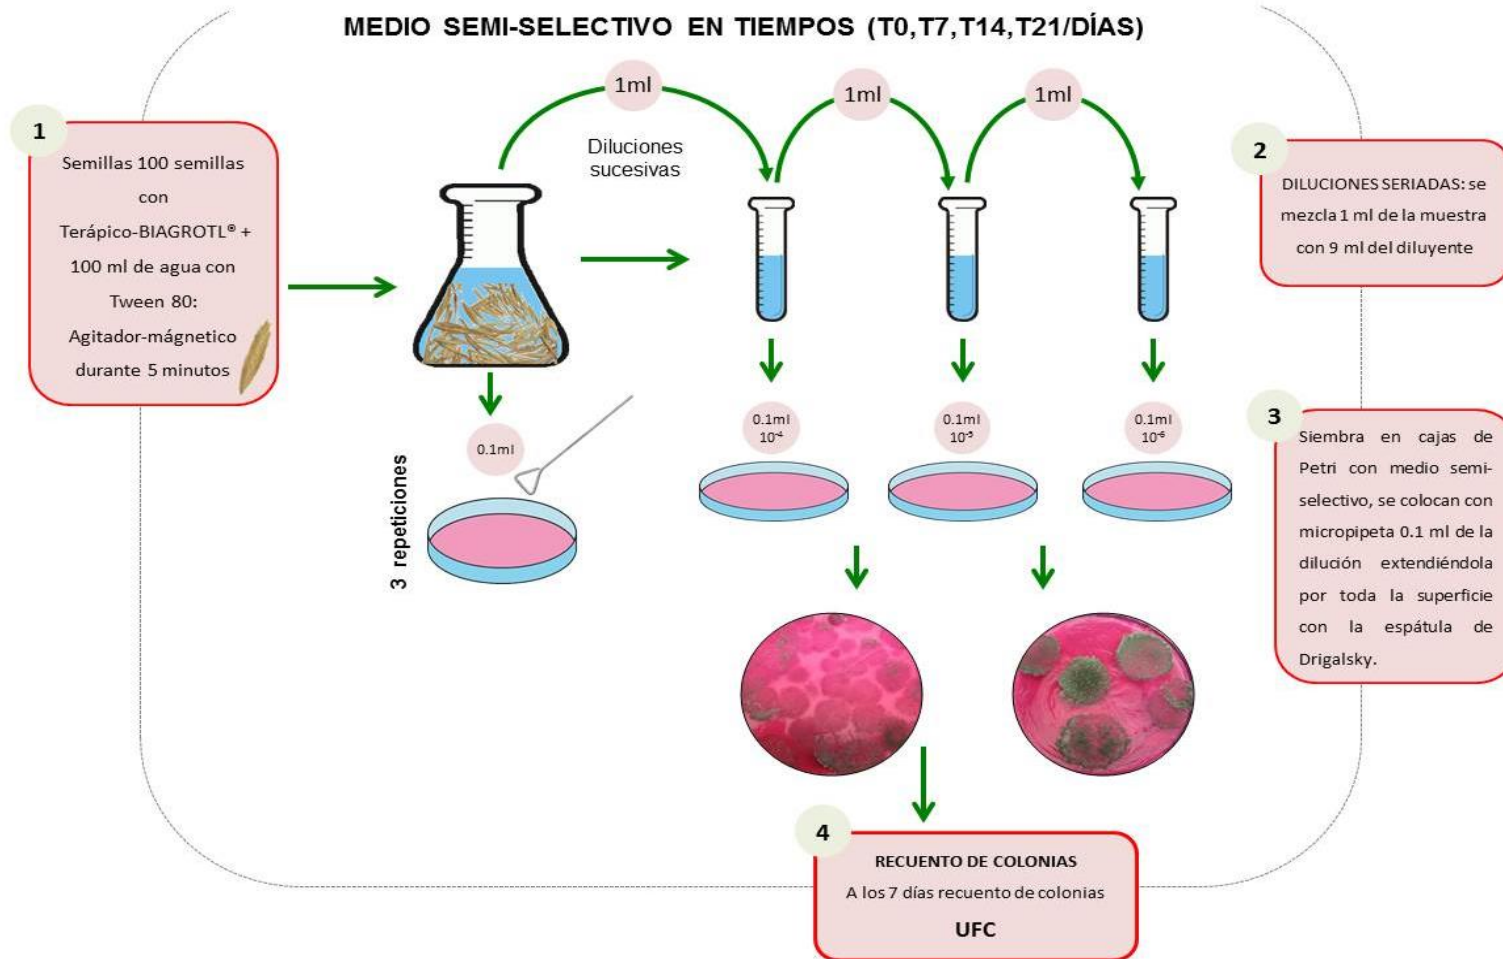 MEDIO SEMI-SELECTIVO EN TIEMPOS (T0,T7,T14,T21/DÍAS)
1
Semillas 100 semillas
con
Terápico-BIAGROTL® +
100 ml de agua con
Tween 80:
Agitador-mágnetico
durante 5 minutos
1ml
1ml
1ml
Diluciones
sucesivas
2
DILUCIONES SERIADAS: se
mezcla 1 ml de la muestra
con 9 ml del diluyente
3 repeticiones
0.1ml
0.1ml
10⁻⁴
0.1ml
10⁻⁵
0.1ml
10⁻⁶
3
Siembra en cajas de
Petri con medio semi-
selectivo, se colocan con
micropipeta 0.1 ml de la
dilución extendiéndola
por toda la superficie
con la espátula de
Drigalsky.
4
RECUENTO DE COLONIAS
A los 7 días recuento de colonias
UFC